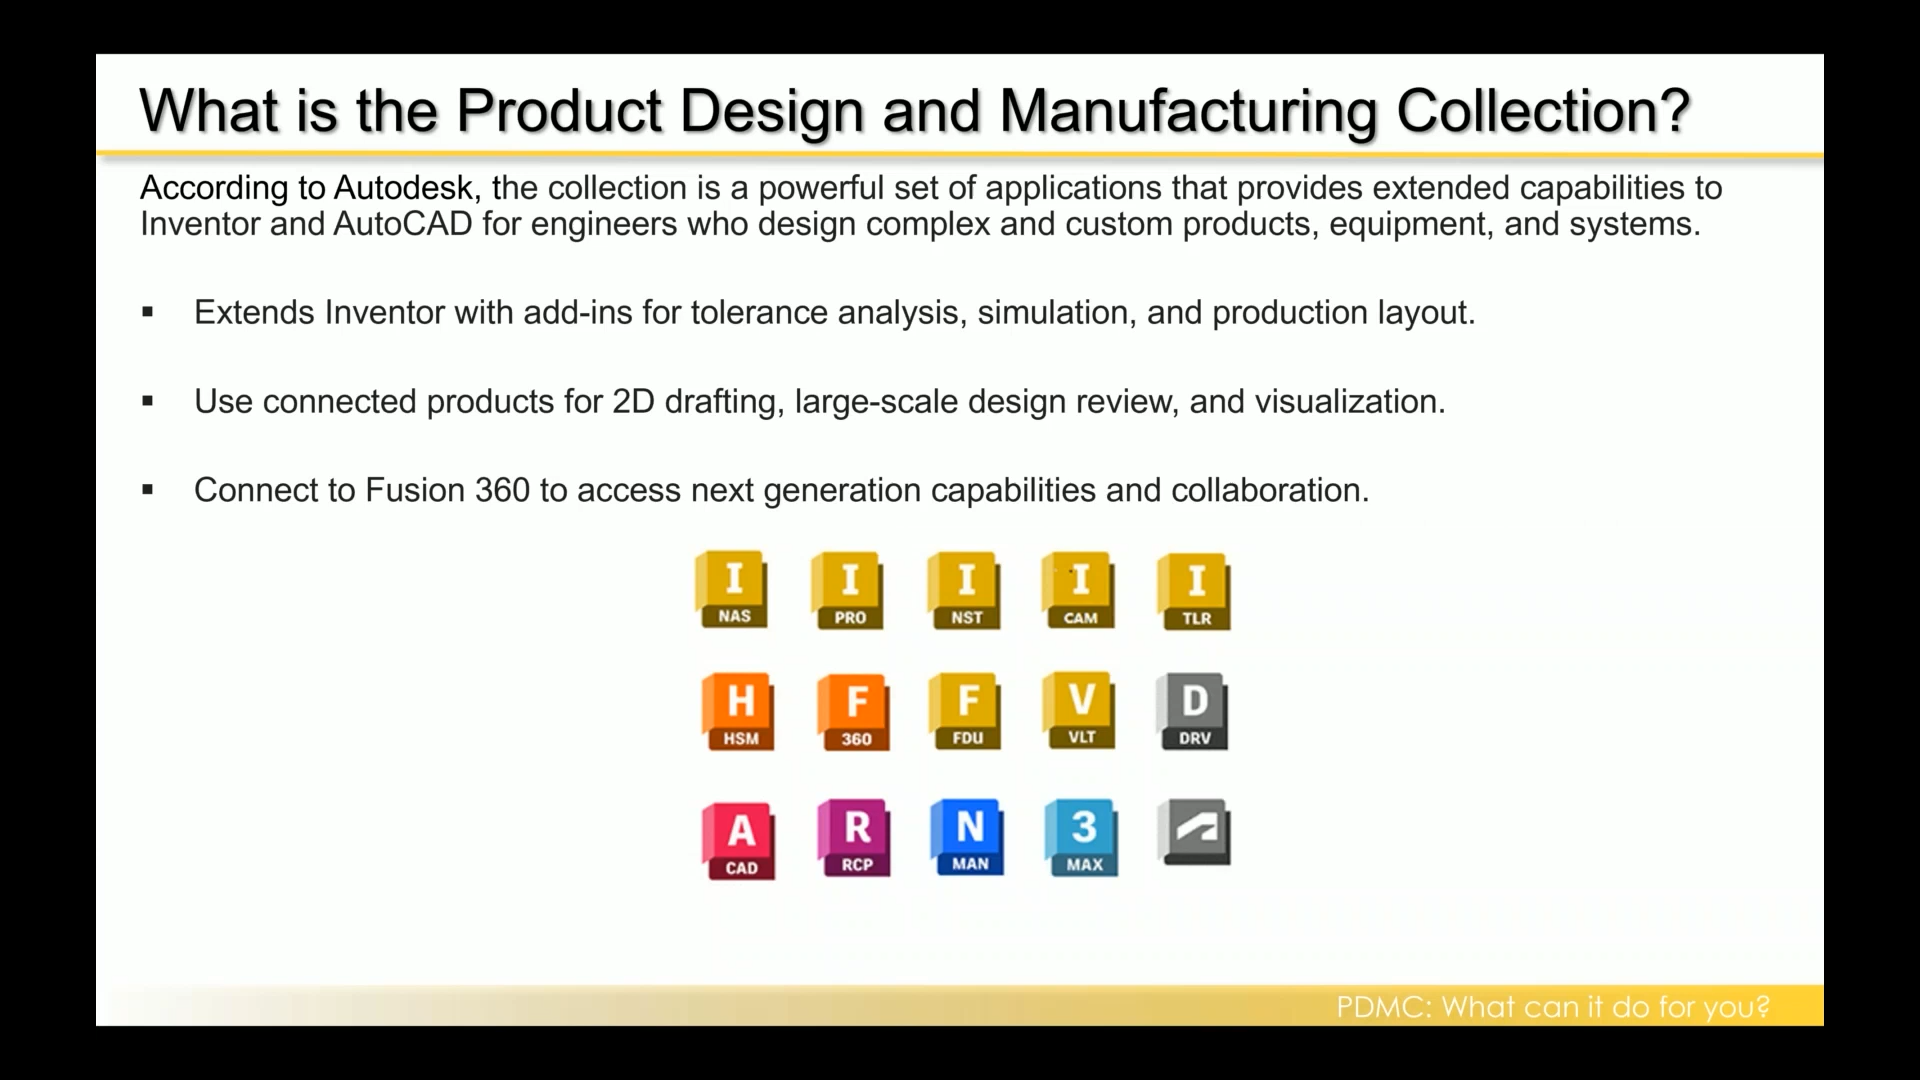 What is the Product Design and Manufacturing Collection?
According to Autodesk, the collection is a powerful set of applications that provides extended capabilities to
Inventor and AutoCAD for engineers who design complex and custom products, equipment, and systems.
▪ Extends Inventor with add-ins for tolerance analysis, simulation, and production layout.
▪ Use connected products for 2D drafting, large-scale design review, and visualization.
▪ Connect to Fusion 360 to access next generation capabilities and collaboration.
I I I I I
NAS PRO NST CAM TLR
H F F V D
HSM 360 FDU VLT DRV
A R N 3
CAD RCP MAN MAX
PDMC: What can it do for you?